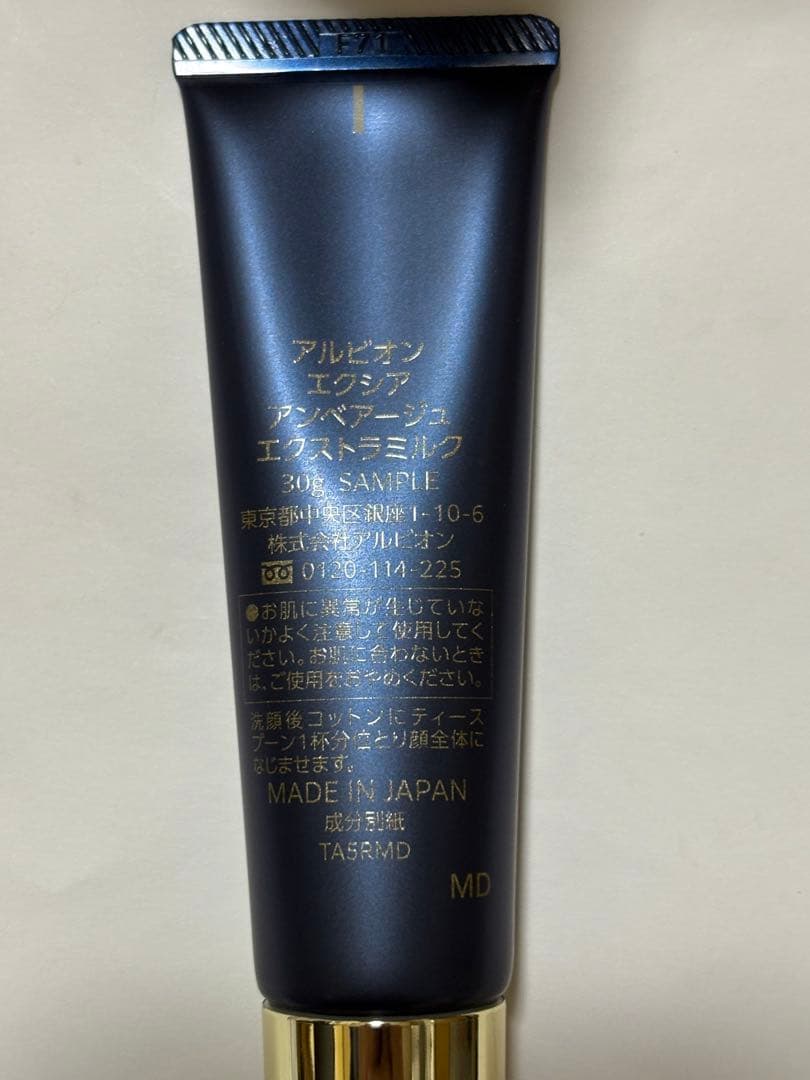 F71
アルビオン
エクシア
アンベアージュ
エクストラミルク
30g SAMPLE
東京都中央区銀座1-10-6
株式会社アルビオン
0120-114-225
●お肌に異常が生じていな
いかよく注意して使用してく
ださい。お肌に合わないとき
は、ご使用をおやめください。
洗顔後コットンにティース
プーン1杯分位とり顔全体に
なじませます。
MADE IN JAPAN
成分別紙
TA5RMD
MD